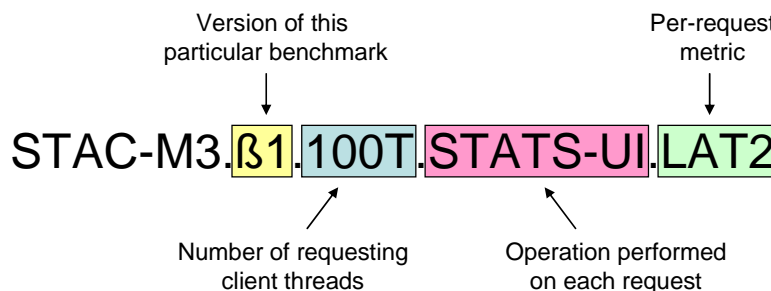 Version of this
particular benchmark
Per-request
metric
STAC-M3.ß1.100T.STATS-UI.LAT2
Number of requesting
client threads
Operation performed
on each request